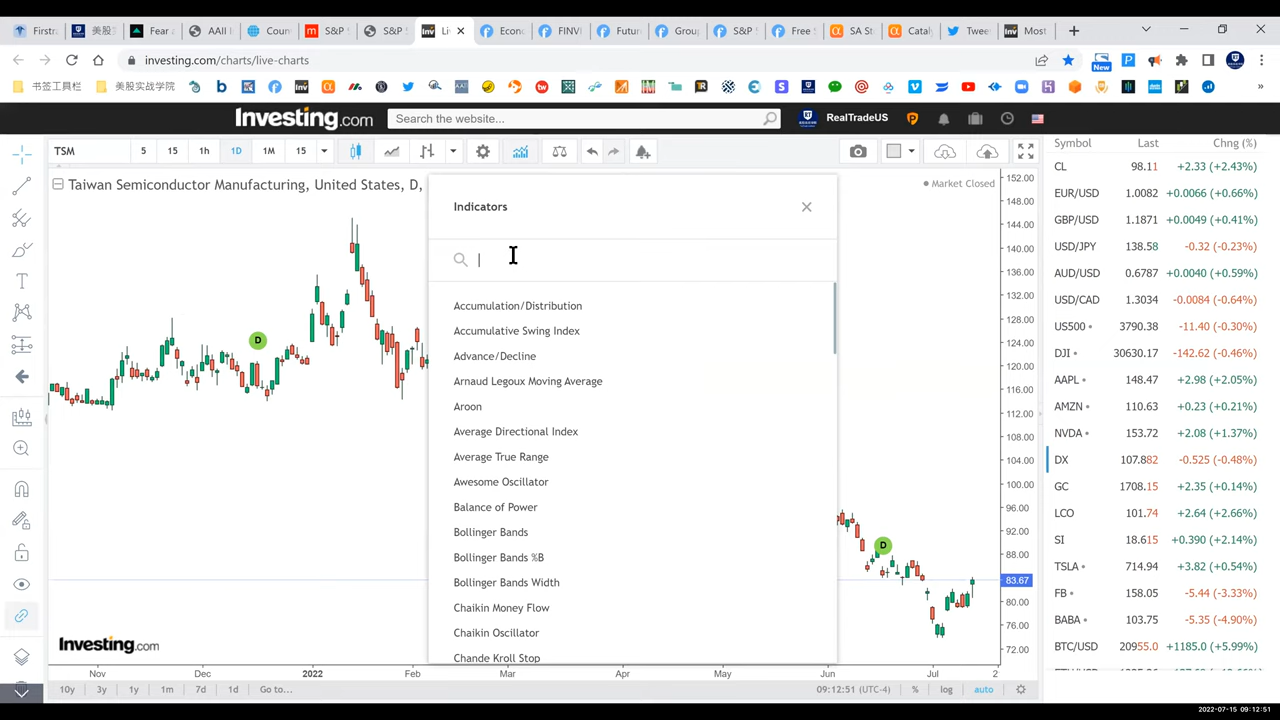 Firstra
美股
Fear a
AAII I
Coun
S&P
S&P
Li
Econ
FINVI
Futur
Grou
S&P
Free S
SA St
Catal
Twee
Most
investing.com/charts/live-charts
New
书签工具栏
美股实战学院
Investing.com
Search the website...
RealTradeUS
TSM
5
15
1h
1D
1M
15
Taiwan Semiconductor Manufacturing, United States, D,
Market Closed
Indicators
Accumulation/Distribution
Accumulative Swing Index
Advance/Decline
Arnaud Legoux Moving Average
Aroon
Average Directional Index
Average True Range
Awesome Oscillator
Balance of Power
Bollinger Bands
Bollinger Bands %B
Bollinger Bands Width
Chaikin Money Flow
Chaikin Oscillator
Chande Kroll Stop
D
D
152.00
148.00
144.00
140.00
136.00
132.00
128.00
124.00
120.00
116.00
112.00
108.00
104.00
100.00
96.00
92.00
88.00
83.67
80.00
76.00
72.00
Symbol Last Chng (%)
CL 98.11 +2.33 (+2.43%)
EUR/USD 1.0082 +0.0066 (+0.66%)
GBP/USD 1.1871 +0.0049 (+0.41%)
USD/JPY 138.58 -0.32 (-0.23%)
AUD/USD 0.6787 +0.0040 (+0.59%)
USD/CAD 1.3034 -0.0084 (-0.64%)
US500 3790.38 -11.40 (-0.30%)
DJI 30630.17 -142.62 (-0.46%)
AAPL 148.47 +2.98 (+2.05%)
AMZN 110.63 +0.23 (+0.21%)
NVDA 153.72 +2.08 (+1.37%)
DX 107.882 -0.525 (-0.48%)
GC 1708.15 +2.35 (+0.14%)
LCO 101.74 +2.64 (+2.66%)
SI 18.615 +0.390 (+2.14%)
TSLA 714.94 +3.82 (+0.54%)
FB 158.05 -5.44 (-3.33%)
BABA 103.72 -5.35 (-4.90%)
BTC/USD 20955.0 +1185.0 (+5.99%)
Investing.com
Nov Dec 2022 Feb Mar Apr Jun Jul 2
10y 3y 1y 1m 7d 1d Go to...
09:12:51 (UTC-4) % log auto
2022-07-15 09:12:51